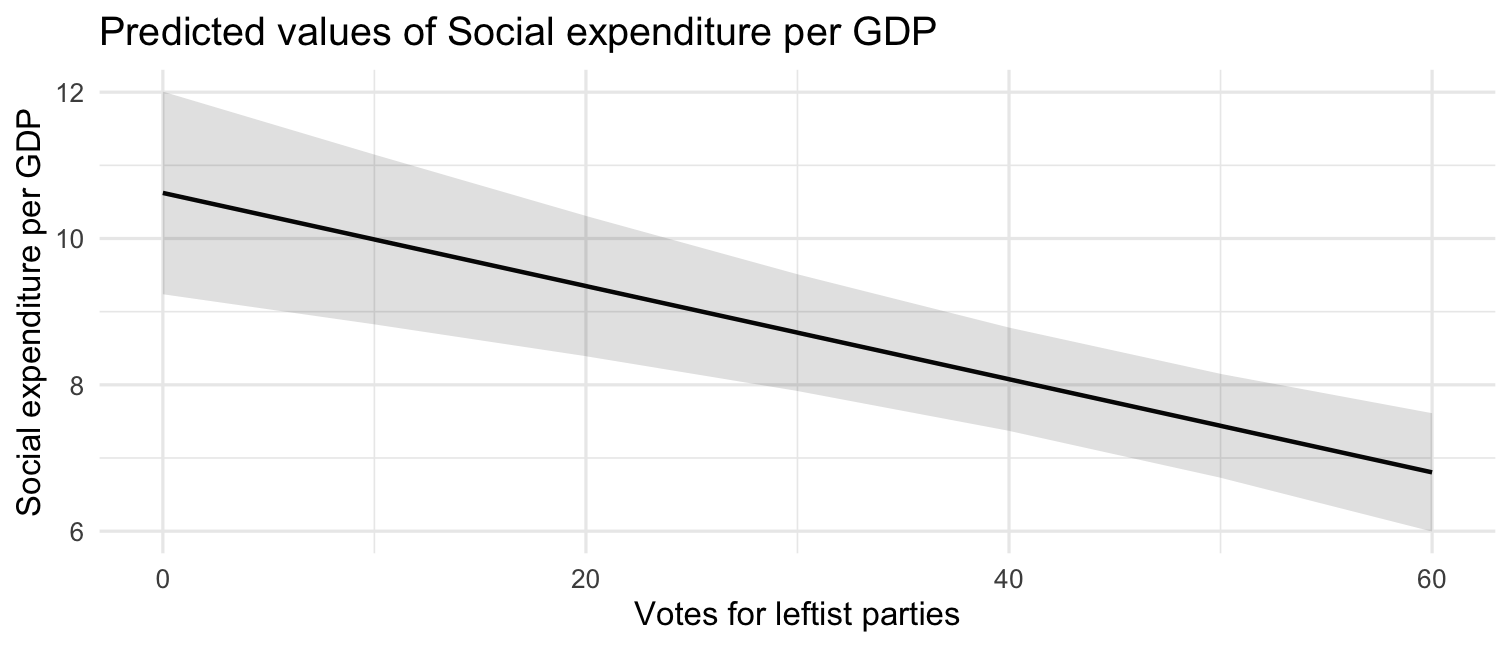 Predicted values of Social expenditure per GDP
Social expenditure per GDP
12
10
8
6
0 20 40 60
Votes for leftist parties